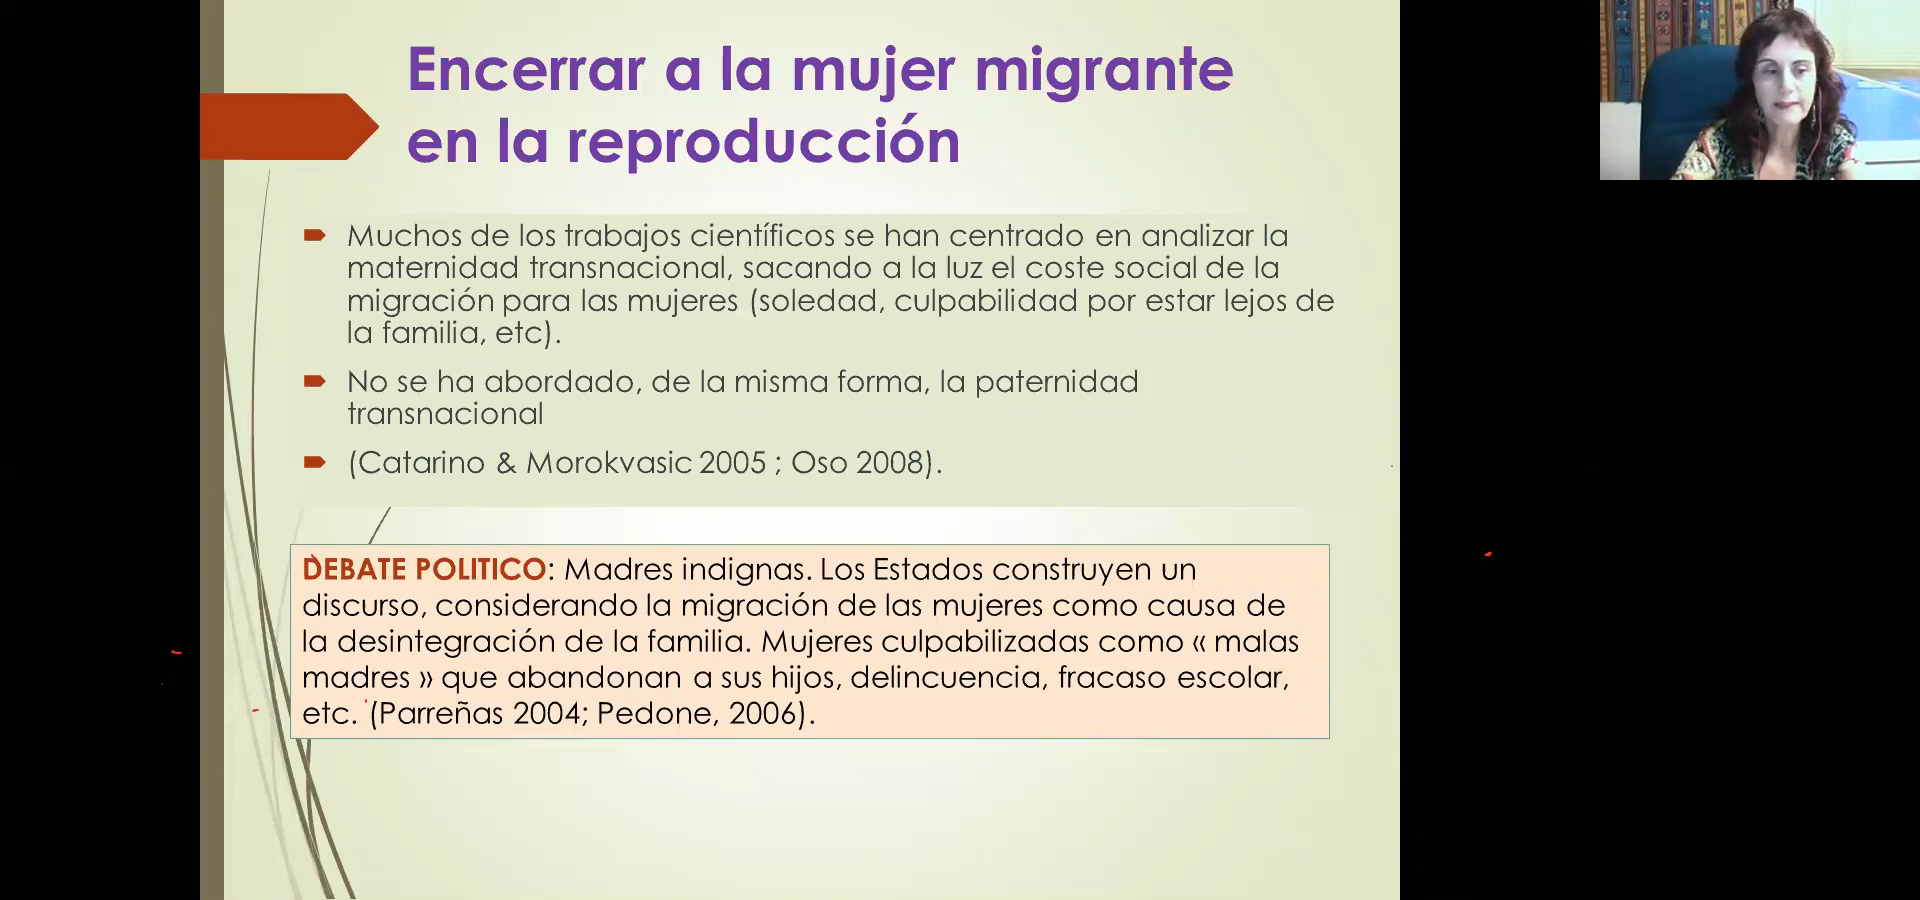 Encerrar a la mujer migrante
en la reproducción
Muchos de los trabajos científicos se han centrado en analizar la
maternidad transnacional, sacando a la luz el coste social de la
migración para las mujeres (soledad, culpabilidad por estar lejos de
la familia, etc).
No se ha abordado, de la misma forma, la paternidad
transnacional
(Catarino & Morokvasic 2005 ; Oso 2008).
DEBATE POLITICO: Madres indignas. Los Estados construyen un
discurso, considerando la migración de las mujeres como causa de
la desintegración de la familia. Mujeres culpabilizadas como « malas
madres » que abandonan a sus hijos, delincuencia, fracaso escolar,
etc. (Parreñas 2004; Pedone, 2006).